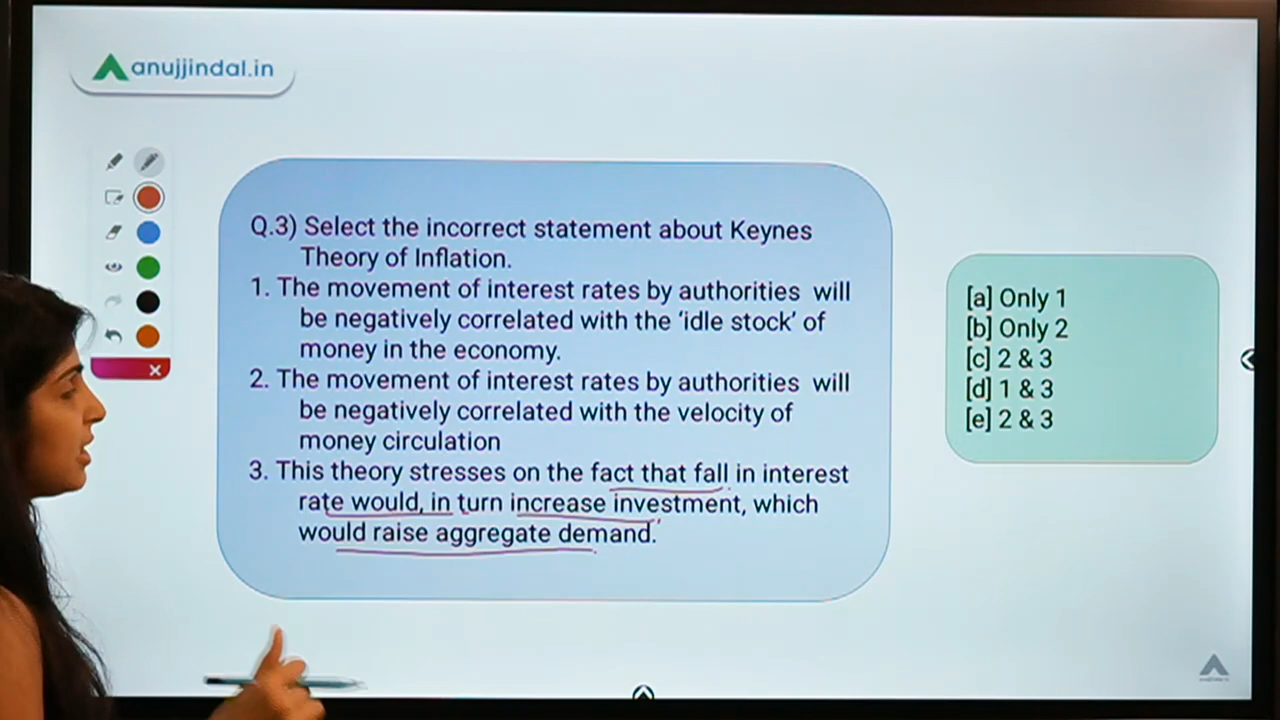 anujjindal.in
Q.3) Select the incorrect statement about Keynes
Theory of Inflation.
1. The movement of interest rates by authorities will
be negatively correlated with the ‘idle stock’ of
money in the economy.
2. The movement of interest rates by authorities will
be negatively correlated with the velocity of
money circulation
3. This theory stresses on the fact that fall in interest
rate would, in turn increase investment, which
would raise aggregate demand.
[a] Only 1
[b] Only 2
[c] 2 & 3
[d] 1 & 3
[e] 2 & 3